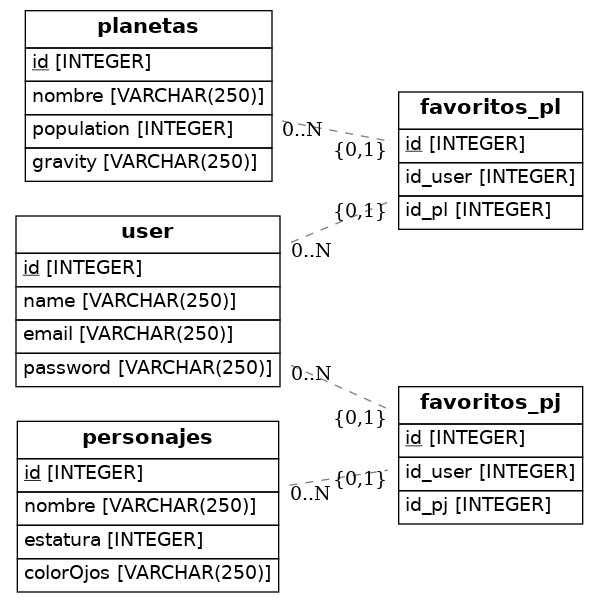 planetas
id [INTEGER]
nombre [VARCHAR(250)]
population [INTEGER]
gravity [VARCHAR(250)]
0..N
{0,1}
favoritos_pl
id [INTEGER]
id_user [INTEGER]
id_pl [INTEGER]
{0,1}
0..N
user
id [INTEGER]
name [VARCHAR(250)]
email [VARCHAR(250)]
password [VARCHAR(250)]
0..N
{0,1}
favoritos_pj
id [INTEGER]
id_user [INTEGER]
id_pj [INTEGER]
{0,1}
0..N
personajes
id [INTEGER]
nombre [VARCHAR(250)]
estatura [INTEGER]
colorOjos [VARCHAR(250)]